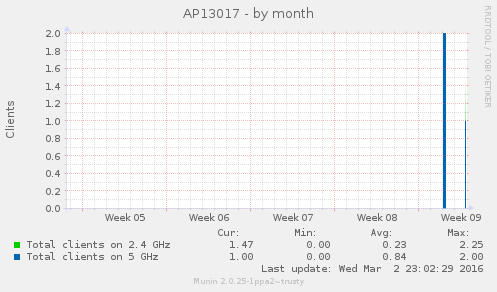 AP13017 - by month
RRDTOOL / TOBI OETIKER
Clients
2.0
1.8
1.6
1.4
1.2
1.0
0.8
0.6
0.4
0.2
0.0
Week 05 Week 06 Week 07 Week 08 Week 09
Cur: Min: Avg: Max:
Total clients on 2.4 GHz 1.47 0.00 0.23 2.25
Total clients on 5 GHz 1.00 0.00 0.84 2.00
Last update: Wed Mar 2 23:02:29 2016
Munin 2.0.25-1ppa2~trusty